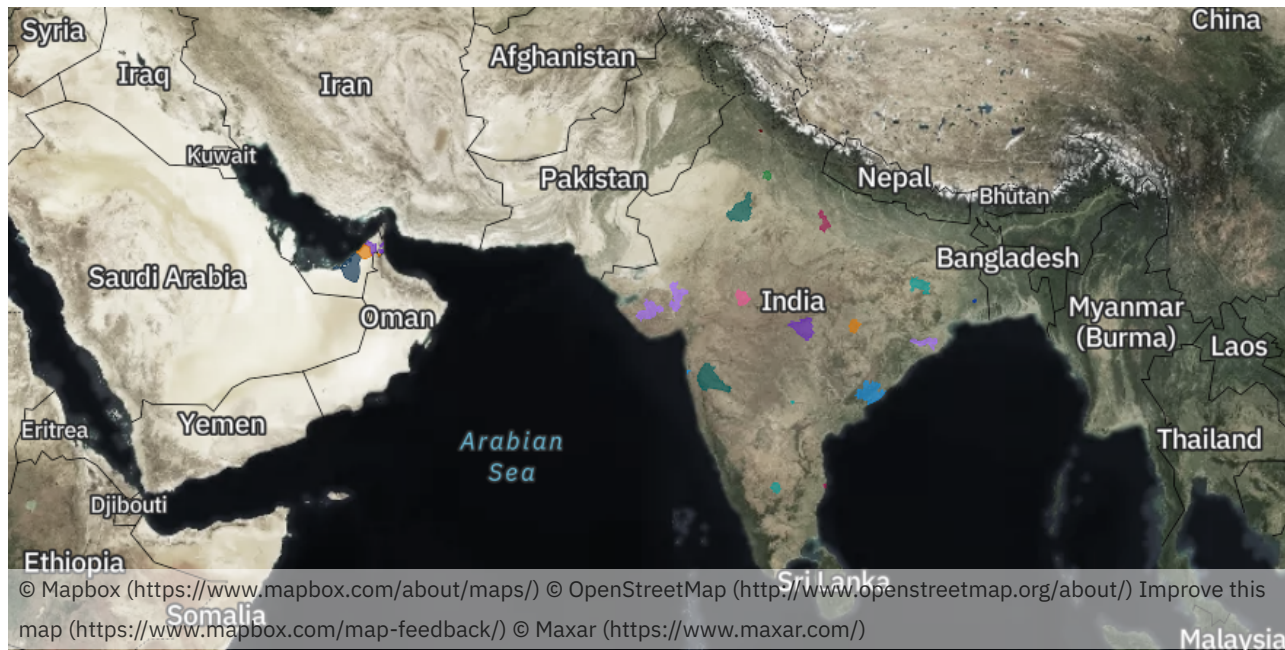 Syria
China
Afghanistan
Iraq
Iran
Kuwait
Pakistan
Nepal
Bhutan
Bangladesh
Saudi Arabia
India
Oman
Myanmar
(Burma)
Laos
Yemen
Eritrea
Arabian
Sea
Thailand
Djibouti
Ethiopia
Sri Lanka
© Mapbox (https://www.mapbox.com/about/maps/) © OpenStreetMap (http://www.openstreetmap.org/about/) Improve this
Somalia
map (https://www.mapbox.com/map-feedback/) © Maxar (https://www.maxar.com/)
Malaysia